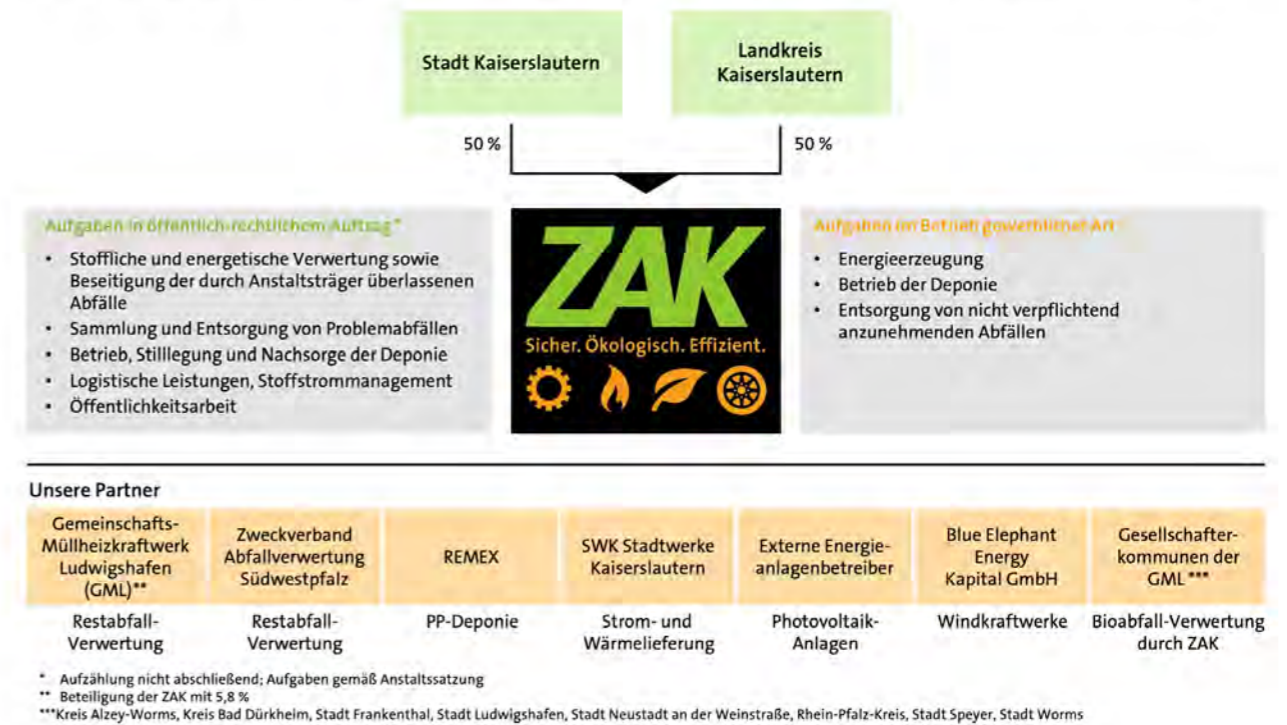 Stadt Kaiserslautern
Landkreis
Kaiserslautern
50 %
50 %
Aufgaben in öffentlich-rechtlichem Auftrag *
• Stoffliche und energetische Verwertung sowie
Beseitigung der durch Anstaltsträger überlassenen
Abfälle
• Sammlung und Entsorgung von Problemabfällen
• Betrieb, Stilllegung und Nachsorge der Deponie
• Logistische Leistungen, Stoffstrommanagement
• Öffentlichkeitsarbeit
ZAK
Sicher. Ökologisch. Effizient.
Aufgaben im Betrieb gewerblicher Art
• Energieerzeugung
• Betrieb der Deponie
• Entsorgung von nicht verpflichtend
anzunehmenden Abfällen
Unsere Partner
Gemeinschafts-
Müllheizkraftwerk
Ludwigshafen
(GML)**
Restabfall-
Verwertung
Zweckverband
Abfallverwertung
Südwestpfalz
Restabfall-
Verwertung
REMEX
PP-Deponie
SWK Stadtwerke
Kaiserslautern
Strom- und
Wärmelieferung
Externe Energie-
anlagenbetreiber
Photovoltaik-
Anlagen
Blue Elephant
Energy
Kapital GmbH
Windkraftwerke
Gesellschafter-
kommunen der
GML ***
Bioabfall-Verwertung
durch ZAK
* Aufzählung nicht abschließend; Aufgaben gemäß Anstaltssatzung
** Beteiligung der ZAK mit 5,8 %
***Kreis Alzey-Worms, Kreis Bad Dürkheim, Stadt Frankenthal, Stadt Ludwigshafen, Stadt Neustadt an der Weinstraße, Rhein-Pfalz-Kreis, Stadt Speyer, Stadt Worms